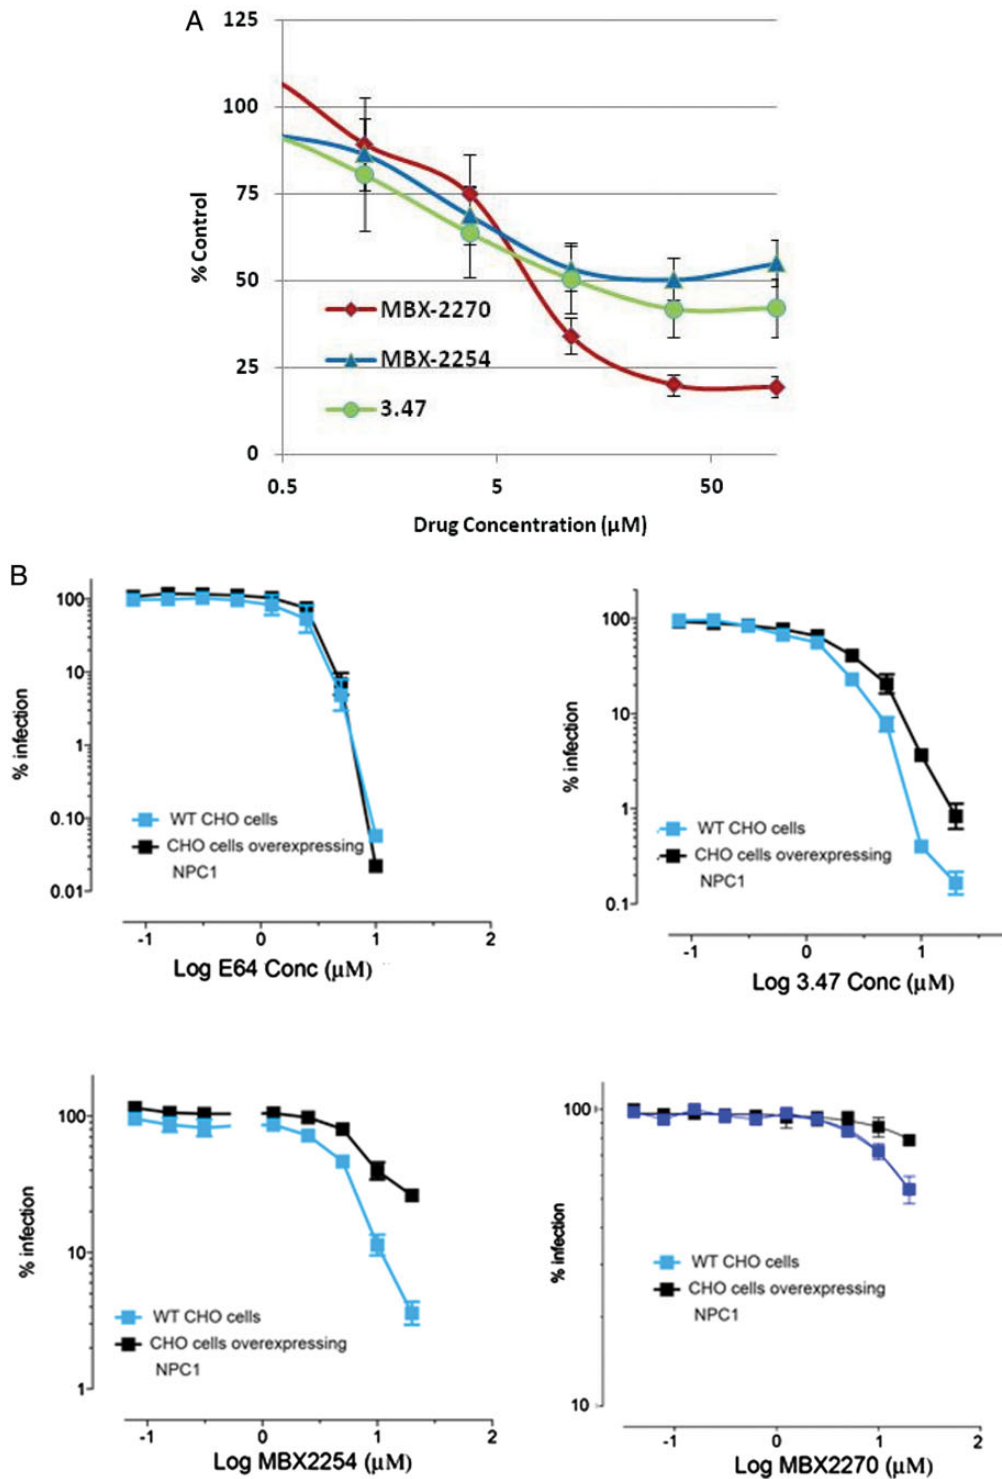 A
125
100
75
50
25
0
% Control
MBX-2270
MBX-2254
3.47
0.5 5 50
Drug Concentration (µM)
B
100
10
1
0.10
0.01
% infection
WT CHO cells
CHO cells overexpressing
NPC1
-1 0 1 2
Log E64 Conc (µM)
100
10
1
0.1
% infection
WT CHO cells
CHO cells overexpressing
NPC1
-1 0 1
Log 3.47 Conc (µM)
100
10
1
% infection
WT CHO cells
CHO cells overexpressing
NPC1
-1 0 1 2
Log MBX2254 (µM)
100
10
% infection
WT CHO cells
CHO cells overexpressing
NPC1
-1 0 1 2
Log MBX2270 (µM)